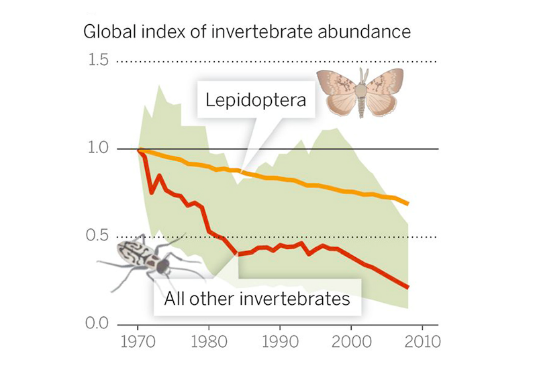 Global index of invertebrate abundance
1.5
Lepidoptera
1.0
0.5
All other invertebrates
0.0
1970 1980 1990 2000 2010